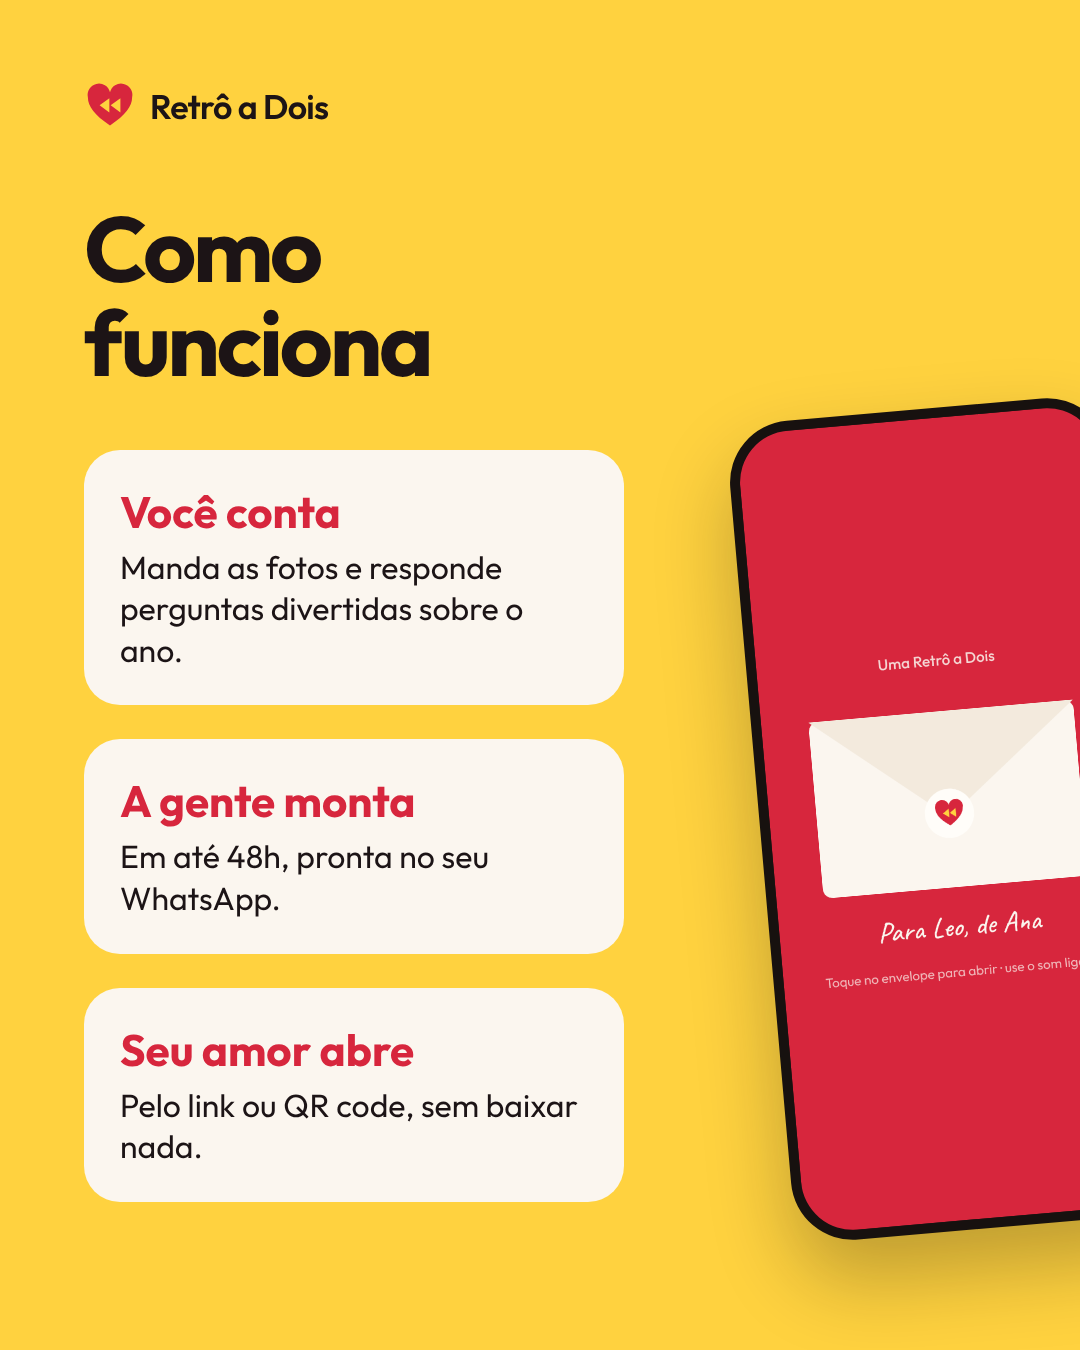 Retrô a Dois
Como
funciona
Você conta
Manda as fotos e responde
perguntas divertidas sobre o
ano.
A gente monta
Em até 48h, pronta no seu
WhatsApp.
Seu amor abre
Pelo link ou QR code, sem baixar
nada.
Uma Retrô a Dois
Para Leo, de Ana
Toque no envelope para abrir · use o som